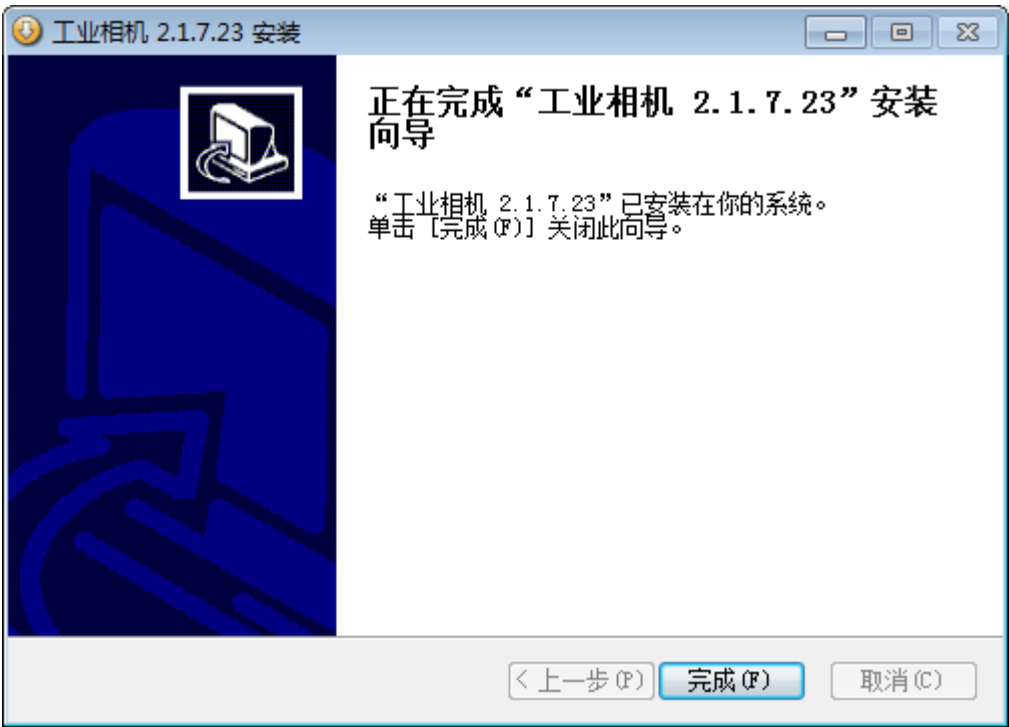 工业相机 2.1.7.23 安装
正在完成“工业相机 2.1.7.23”安装
向导
“工业相机 2.1.7.23”已安装在你的系统。
单击 [完成(F)] 关闭此向导。
< 上一步(P) 完成(F) 取消(C)